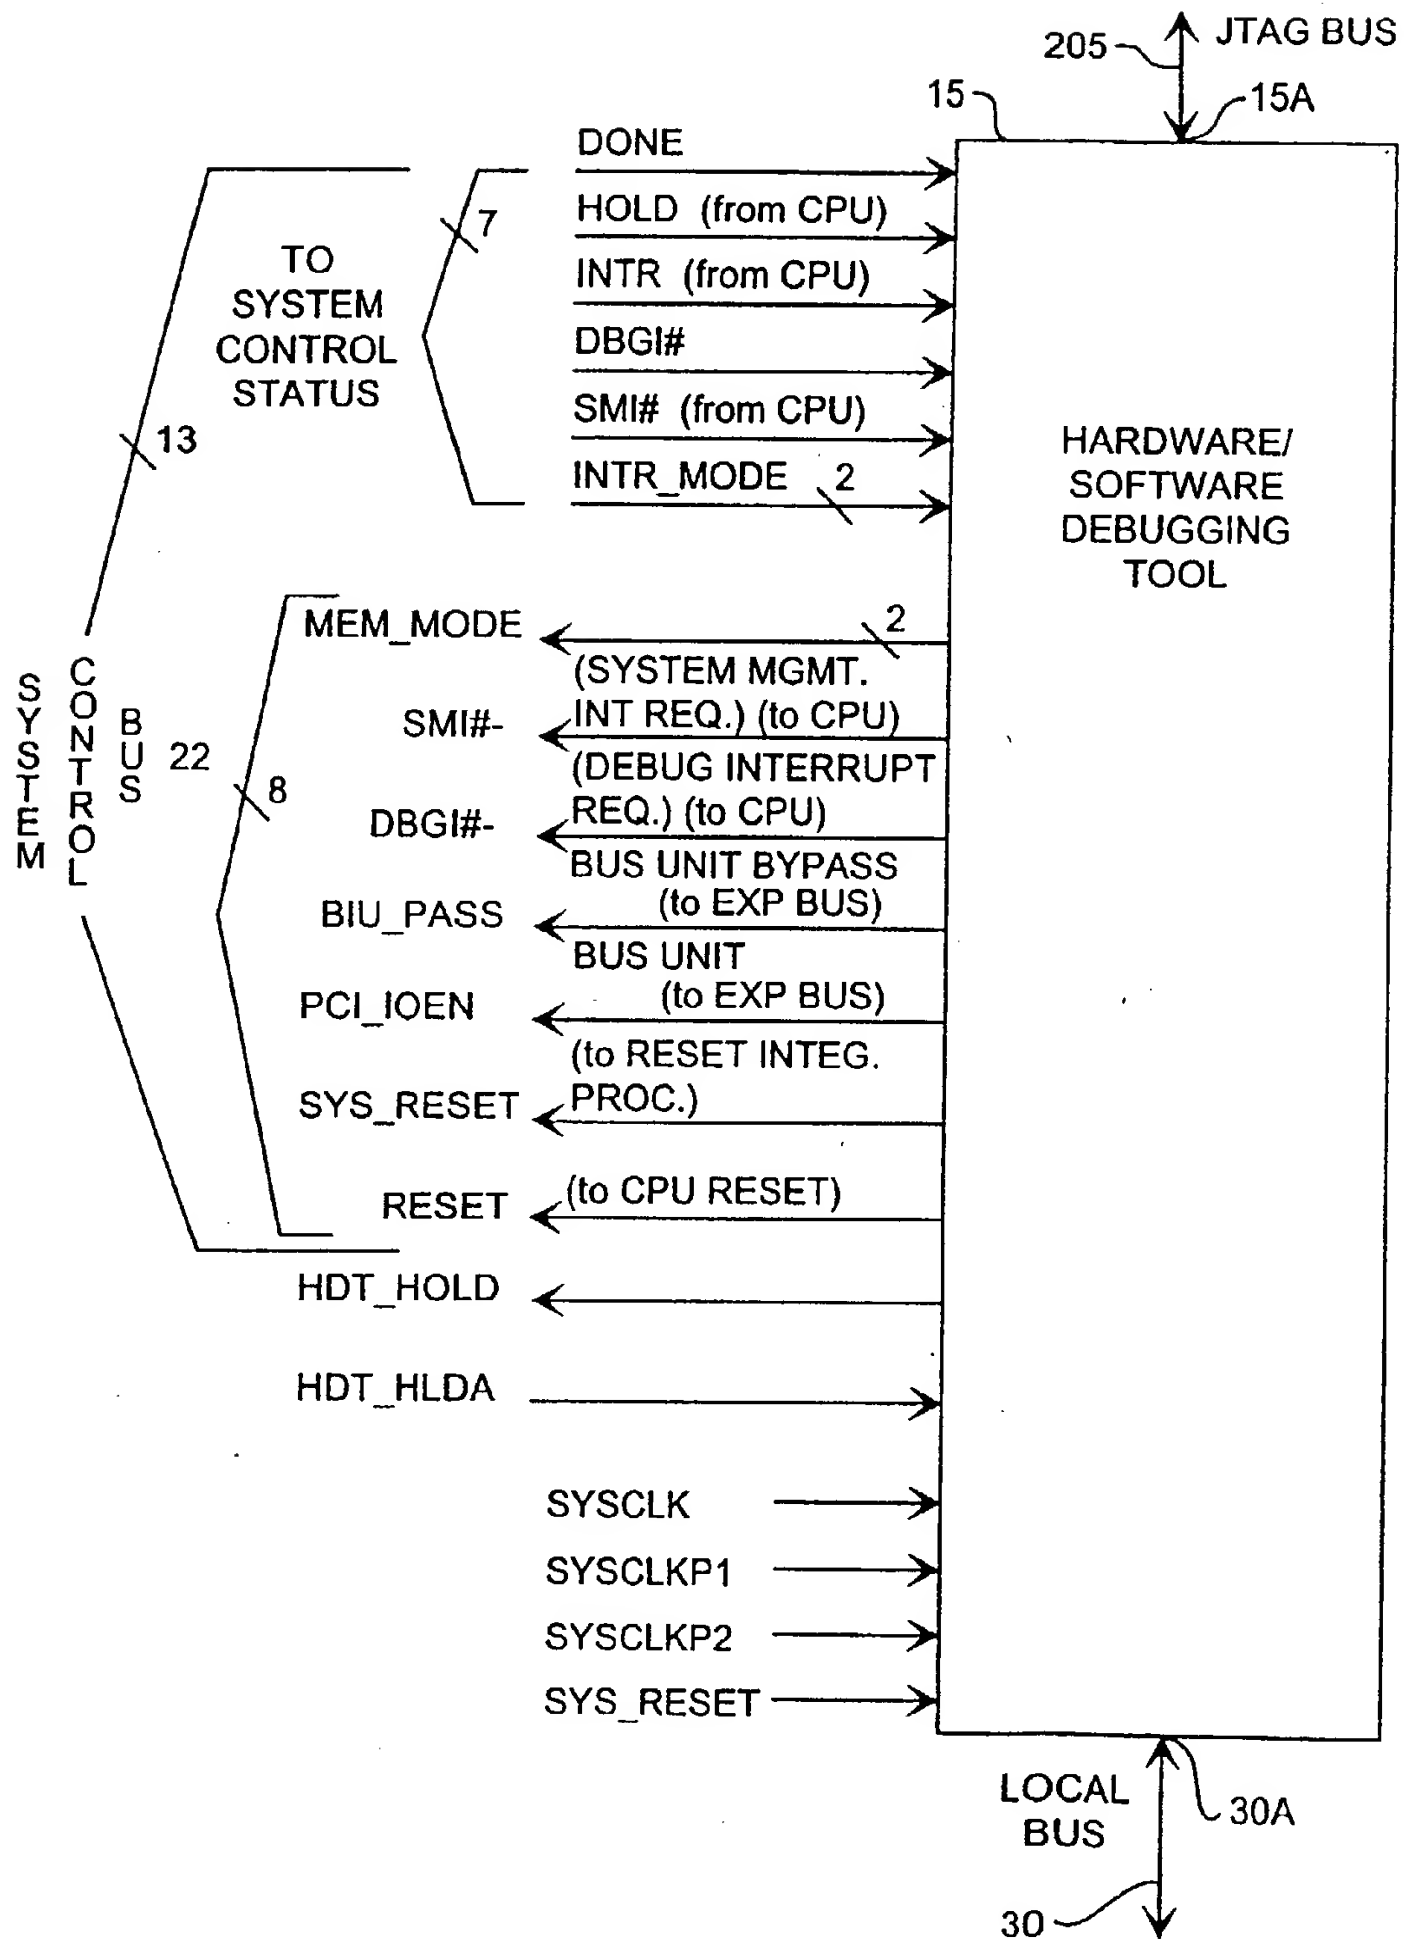 205
JTAG BUS
15
15A
DONE
HOLD (from CPU)
7
INTR (from CPU)
TO
SYSTEM
CONTROL
STATUS
DBGI#
SMI# (from CPU)
13
INTR_MODE
2
HARDWARE/
SOFTWARE
DEBUGGING
TOOL
MEM_MODE
2
(SYSTEM MGMT.
INT REQ.) (to CPU)
SMI#-
(DEBUG INTERRUPT
REQ.) (to CPU)
DBGI#-
SYSTEM
CONTROL
BUS
22
8
BUS UNIT BYPASS
(to EXP BUS)
BIU_PASS
BUS UNIT
(to EXP BUS)
PCI_IOEN
(to RESET INTEG.
PROC.)
SYS_RESET
(to CPU RESET)
RESET
HDT_HOLD
HDT_HLDA
SYSCLK
SYSCLKP1
SYSCLKP2
SYS_RESET
LOCAL
BUS
30A
30